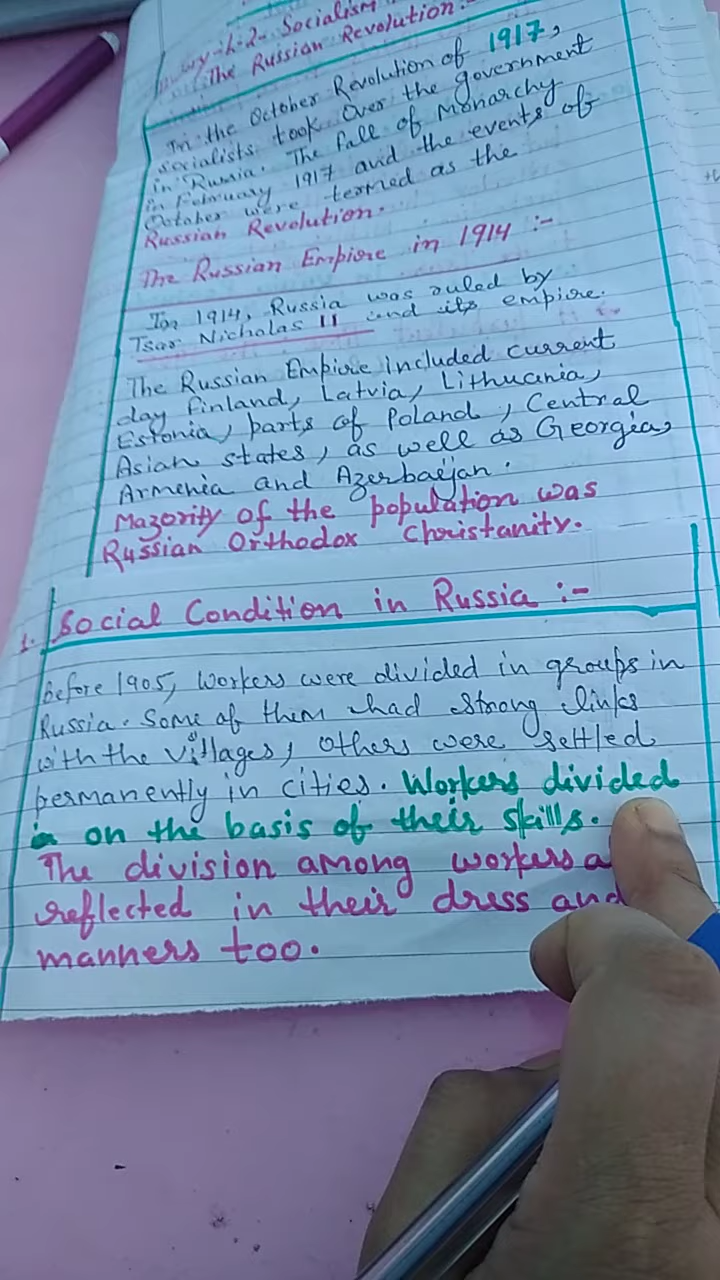 -2- Socialism
The Russian Revolution:-
In the October Revolution of 1917,
socialists took over the government
in Russia. The fall of Monarchy
in February 1917 and the events of
October were termed as the
Russian Revolution.
The Russian Empire in 1914 :-
In 1914, Russia was ruled by
Tsar Nicholas II and its empire.
The Russian Empire included current
day finland, Latvia, Lithuania,
Estonia, parts of Poland, Central
Asian states, as well as Georgia,
Armenia and Azerbaejan.
Mazority of the population was
Russian Orthodox Christanity.
1. Social Condition in Russia :-
before 1905, workers were divided in groups in
Russia. Some of them had strong links
with the villages, others were settled
permanently in cities. Workers divided
on the basis of their skills.
The division among workers a
reflected in their dress and
manners too.